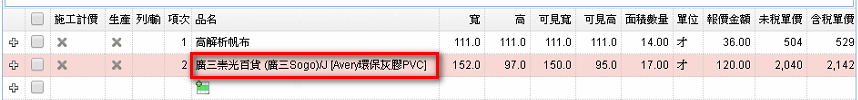 施工計價 生產 列/輸 項次 品名 寬 高 可見寬 可見高 面積數量 單位 報價金額 未稅單價 含稅單價
1 高解析帆布 111.0 111.0 111.0 111.0 14.00 才 36.00 504 529
2 廣三崇光百貨 (廣三Sogo)/J [Avery環保灰膠PVC] 152.0 97.0 150.0 95.0 17.00 才 120.00 2,040 2,142